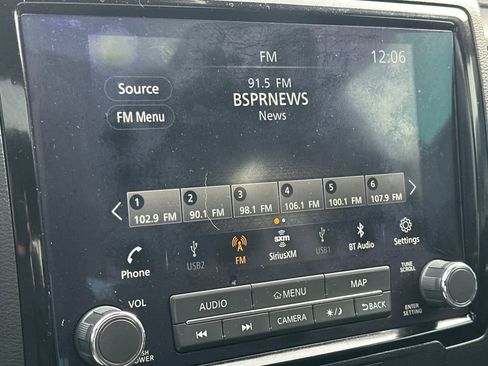 FM 12:06
Source
91.5 FM
BSPRNEWS
FM Menu
News
1 2 3 4 5 6
102.9 FM 90.1 FM 98.1 FM 106.1 FM 100.1 FM 107.9 FM
Phone USB2 FM sxm SiriusXM USB1 BT Audio Settings
VOL AUDIO MENU MAP TUNE SCROLL
CAMERA BACK ENTER SETTING